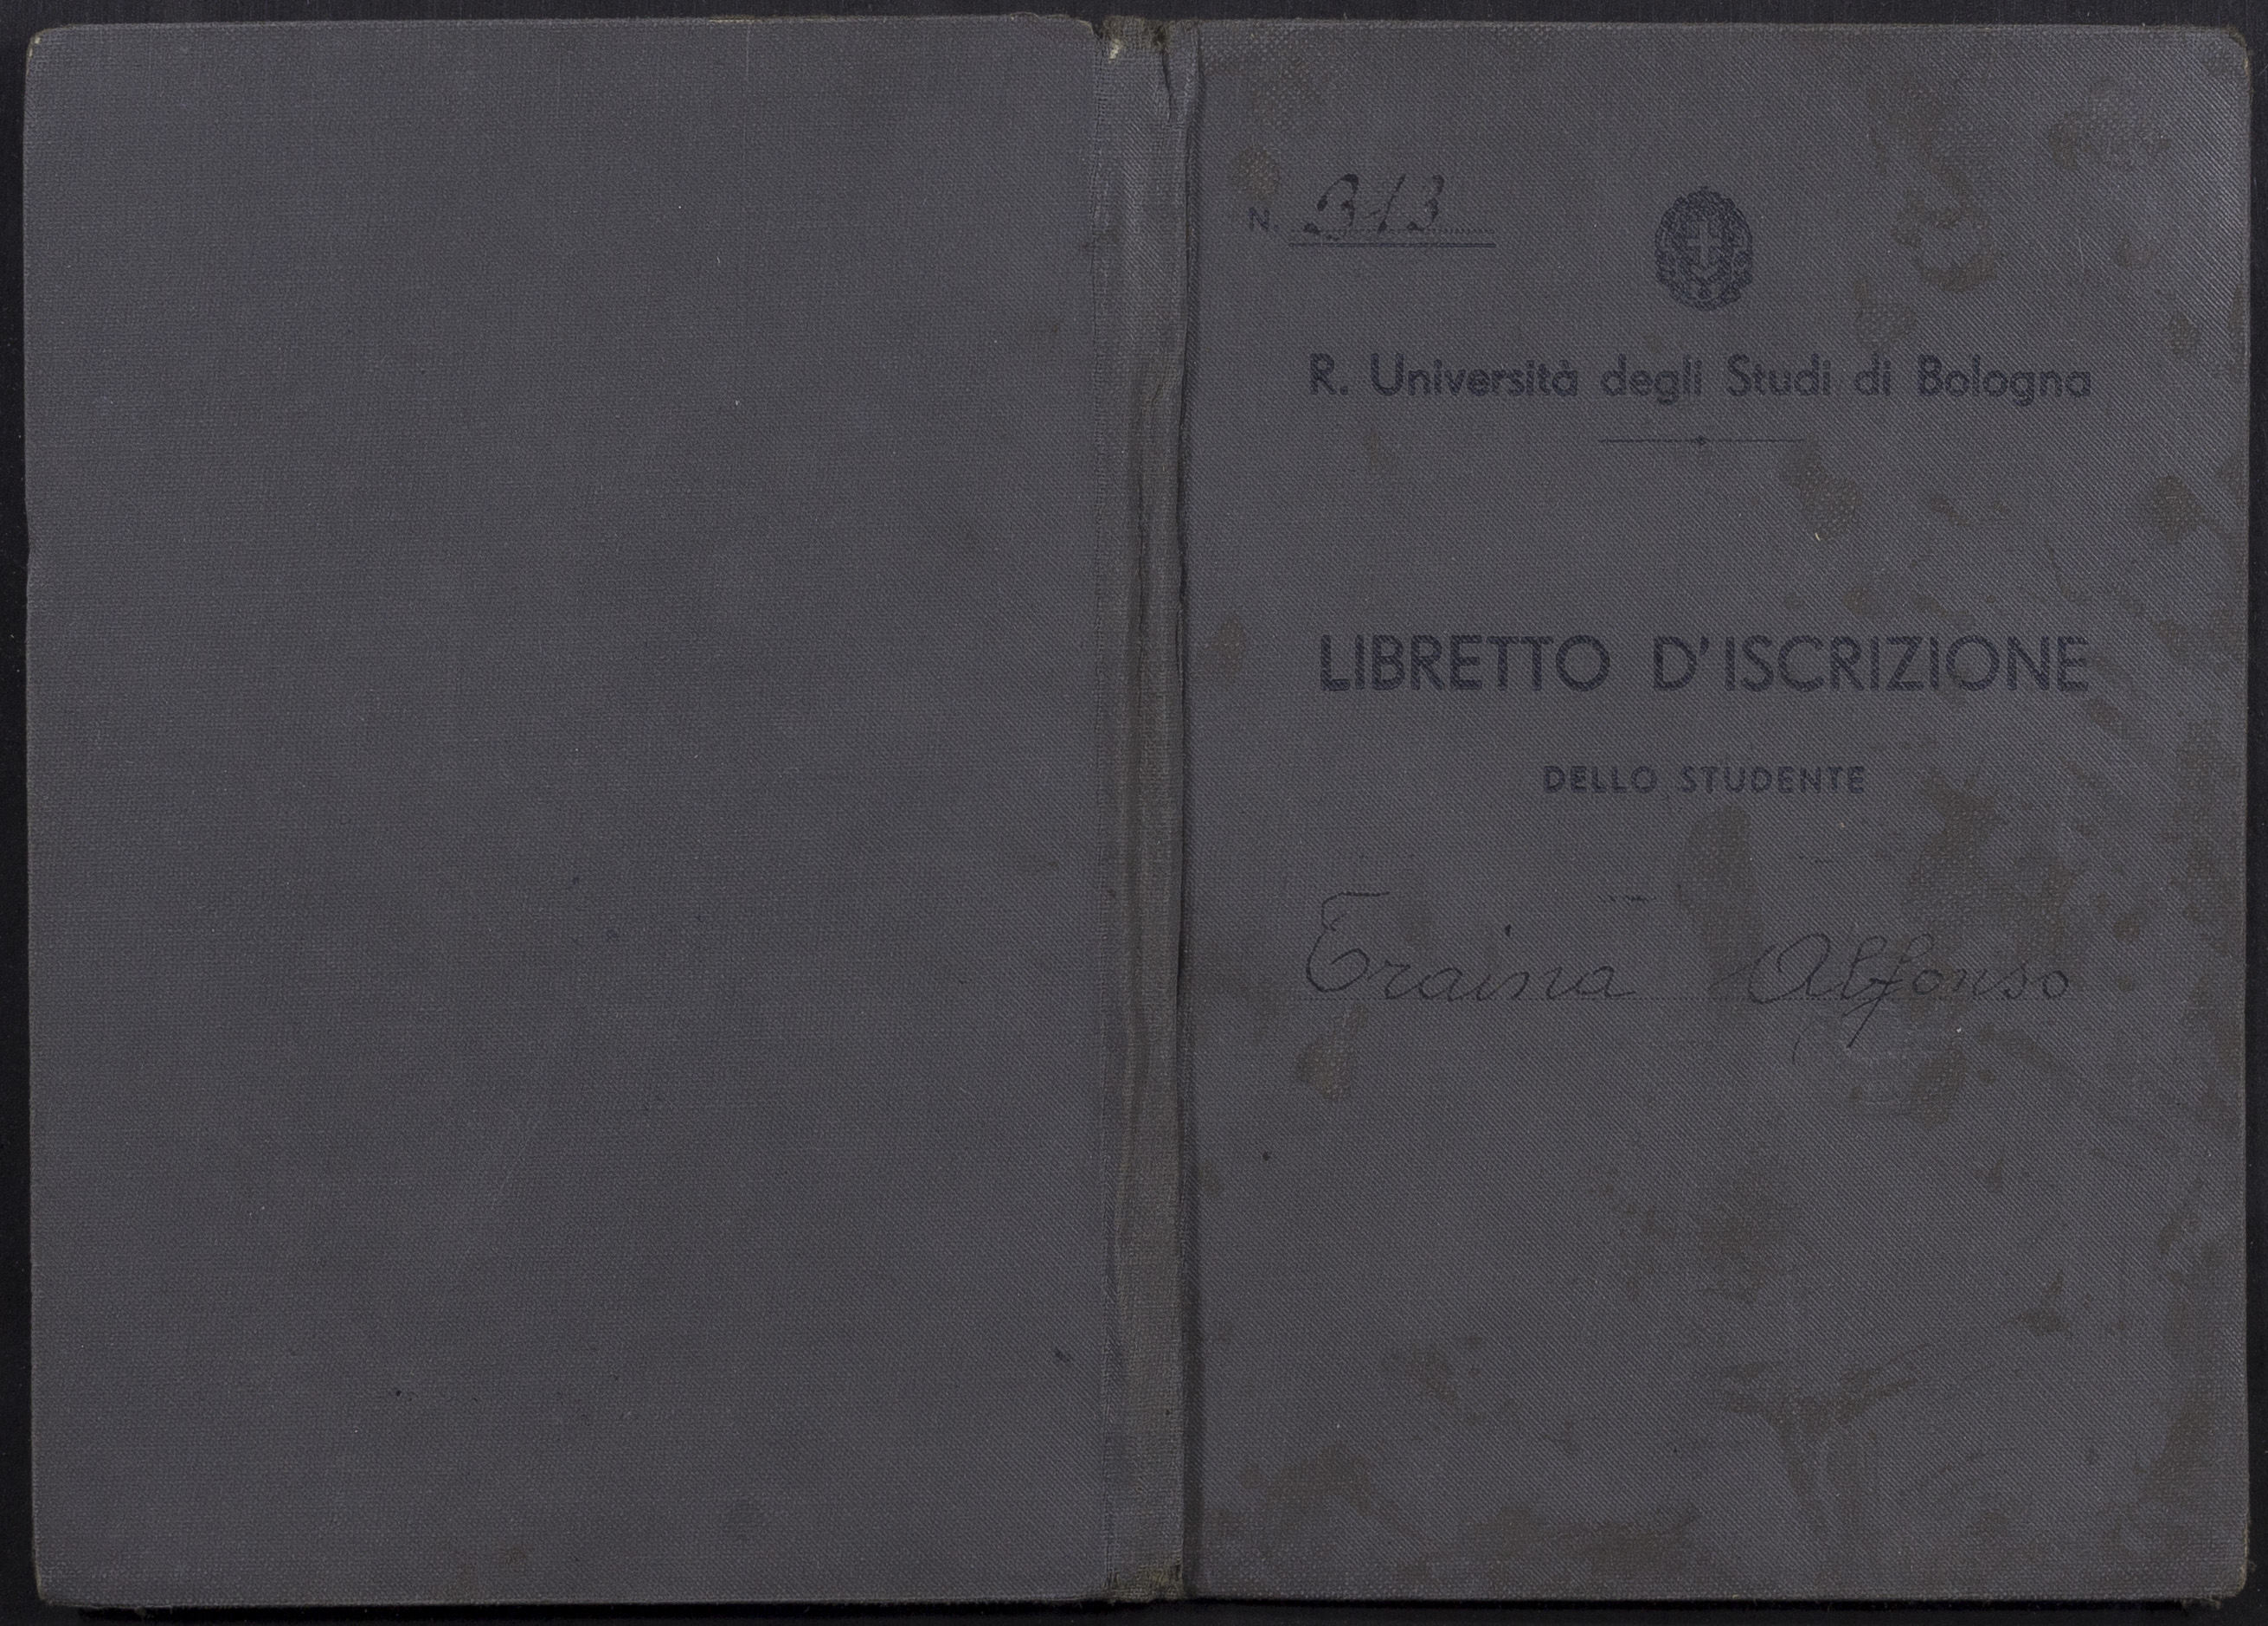 N. 313
R. Università degli Studi di Bologna
LIBRETTO D'ISCRIZIONE
DELLO STUDENTE
Traina Alfonso